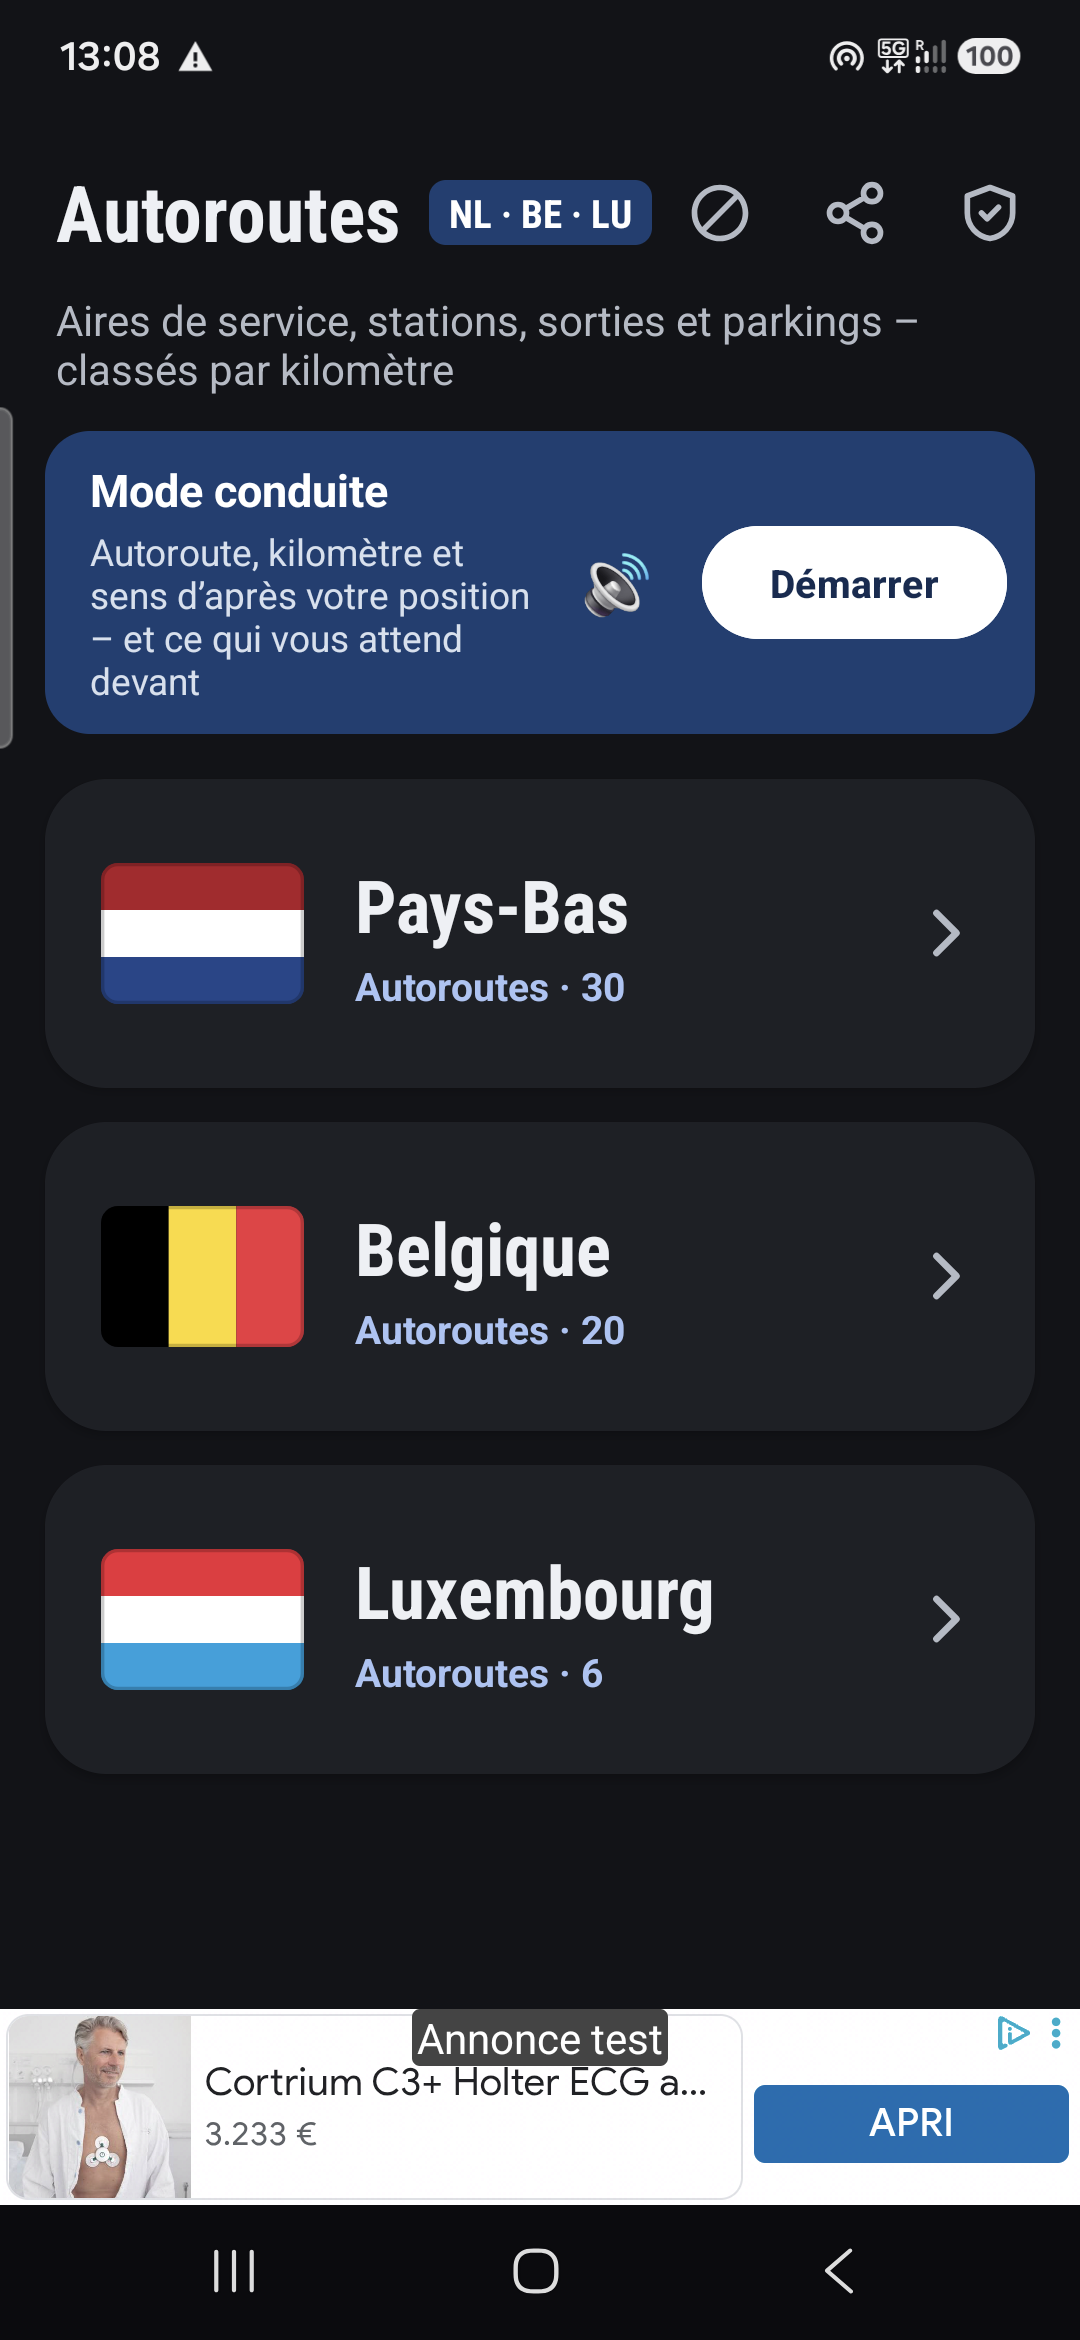 13:08
5G
R
100
Autoroutes
NL · BE · LU
Aires de service, stations, sorties et parkings –
classés par kilomètre
Mode conduite
Autoroute, kilomètre et
sens d’après votre position
– et ce qui vous attend
devant
Démarrer
Pays-Bas
Autoroutes · 30
Belgique
Autoroutes · 20
Luxembourg
Autoroutes · 6
Annonce test
Cortrium C3+ Holter ECG a...
3.233 €
APRI